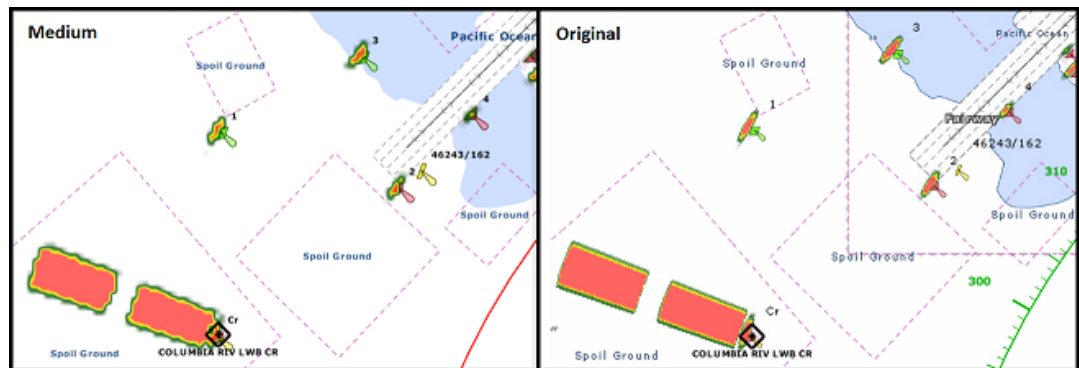 Medium
3
Pacific Ocean
Spoil Ground
4
1
46243/162
2
Spoil Ground
Spoil Ground
Cr
COLUMBIA RIV LWB CR
Spoil Ground
Original
3
Pacific Ocean
Spoil Ground
4
1
Fairway
46243/162
2
310
Spoil Ground
Spoil Ground
300
Cr
COLUMBIA RIV LWB CR
Spoil Ground